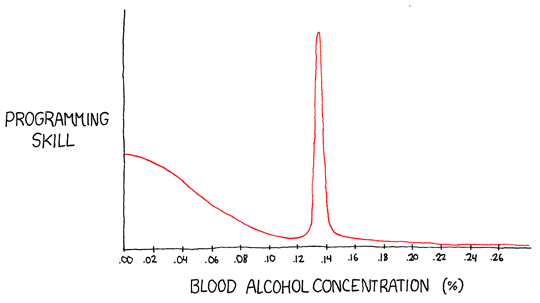 PROGRAMMING
SKILL
.00 .02 .04 .06 .08 .10 .12 .14 .16 .18 .20 .22 .24 .26
BLOOD ALCOHOL CONCENTRATION (%)